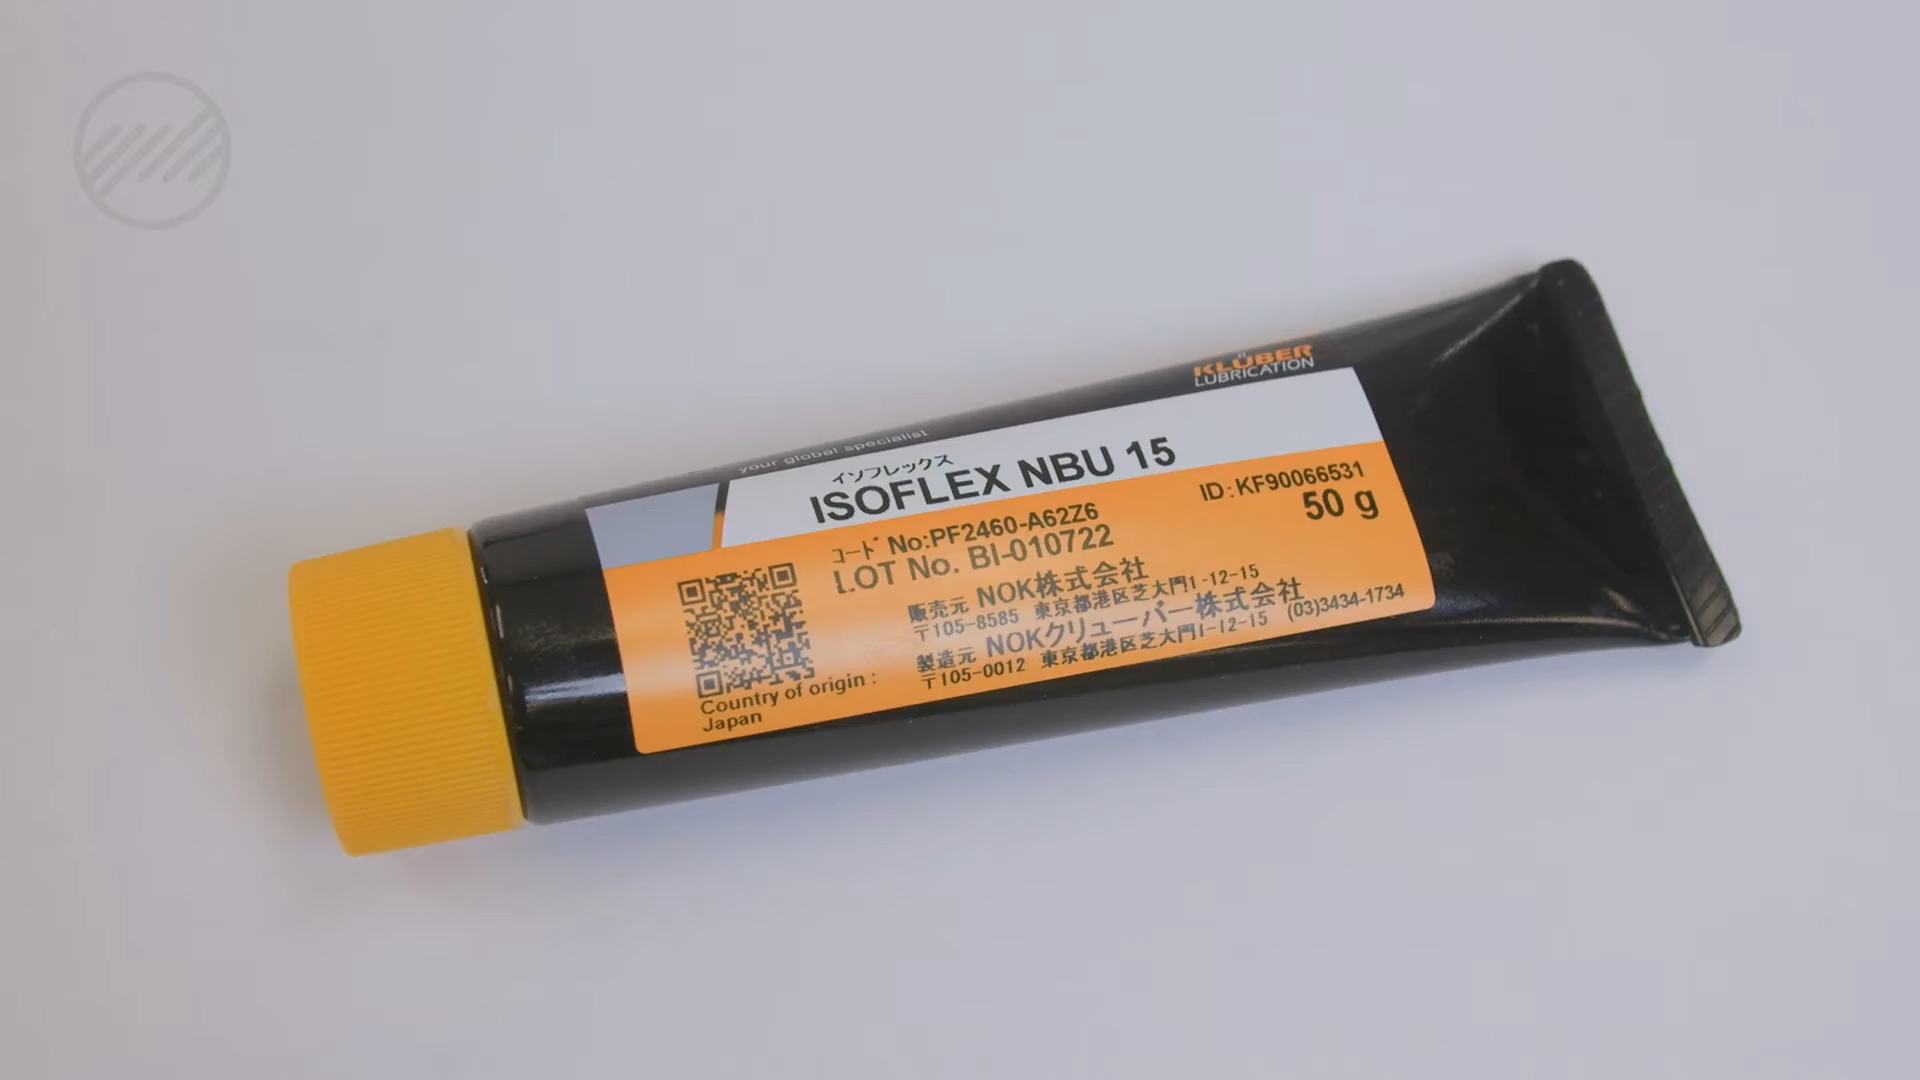 KLÜBER
LUBRICATION
your global specialist
イソフレックス
ISOFLEX NBU 15
ID:KF90066531
50 g
コード No:PF2460-A62Z6
LOT No. BI-010722
販売元 NOK株式会社
〒105-8585 東京都港区芝大門1-12-15
製造元 NOKクリューバー株式会社
〒105-0012 東京都港区芝大門1-12-15 (03)3434-1734
Country of origin :
Japan